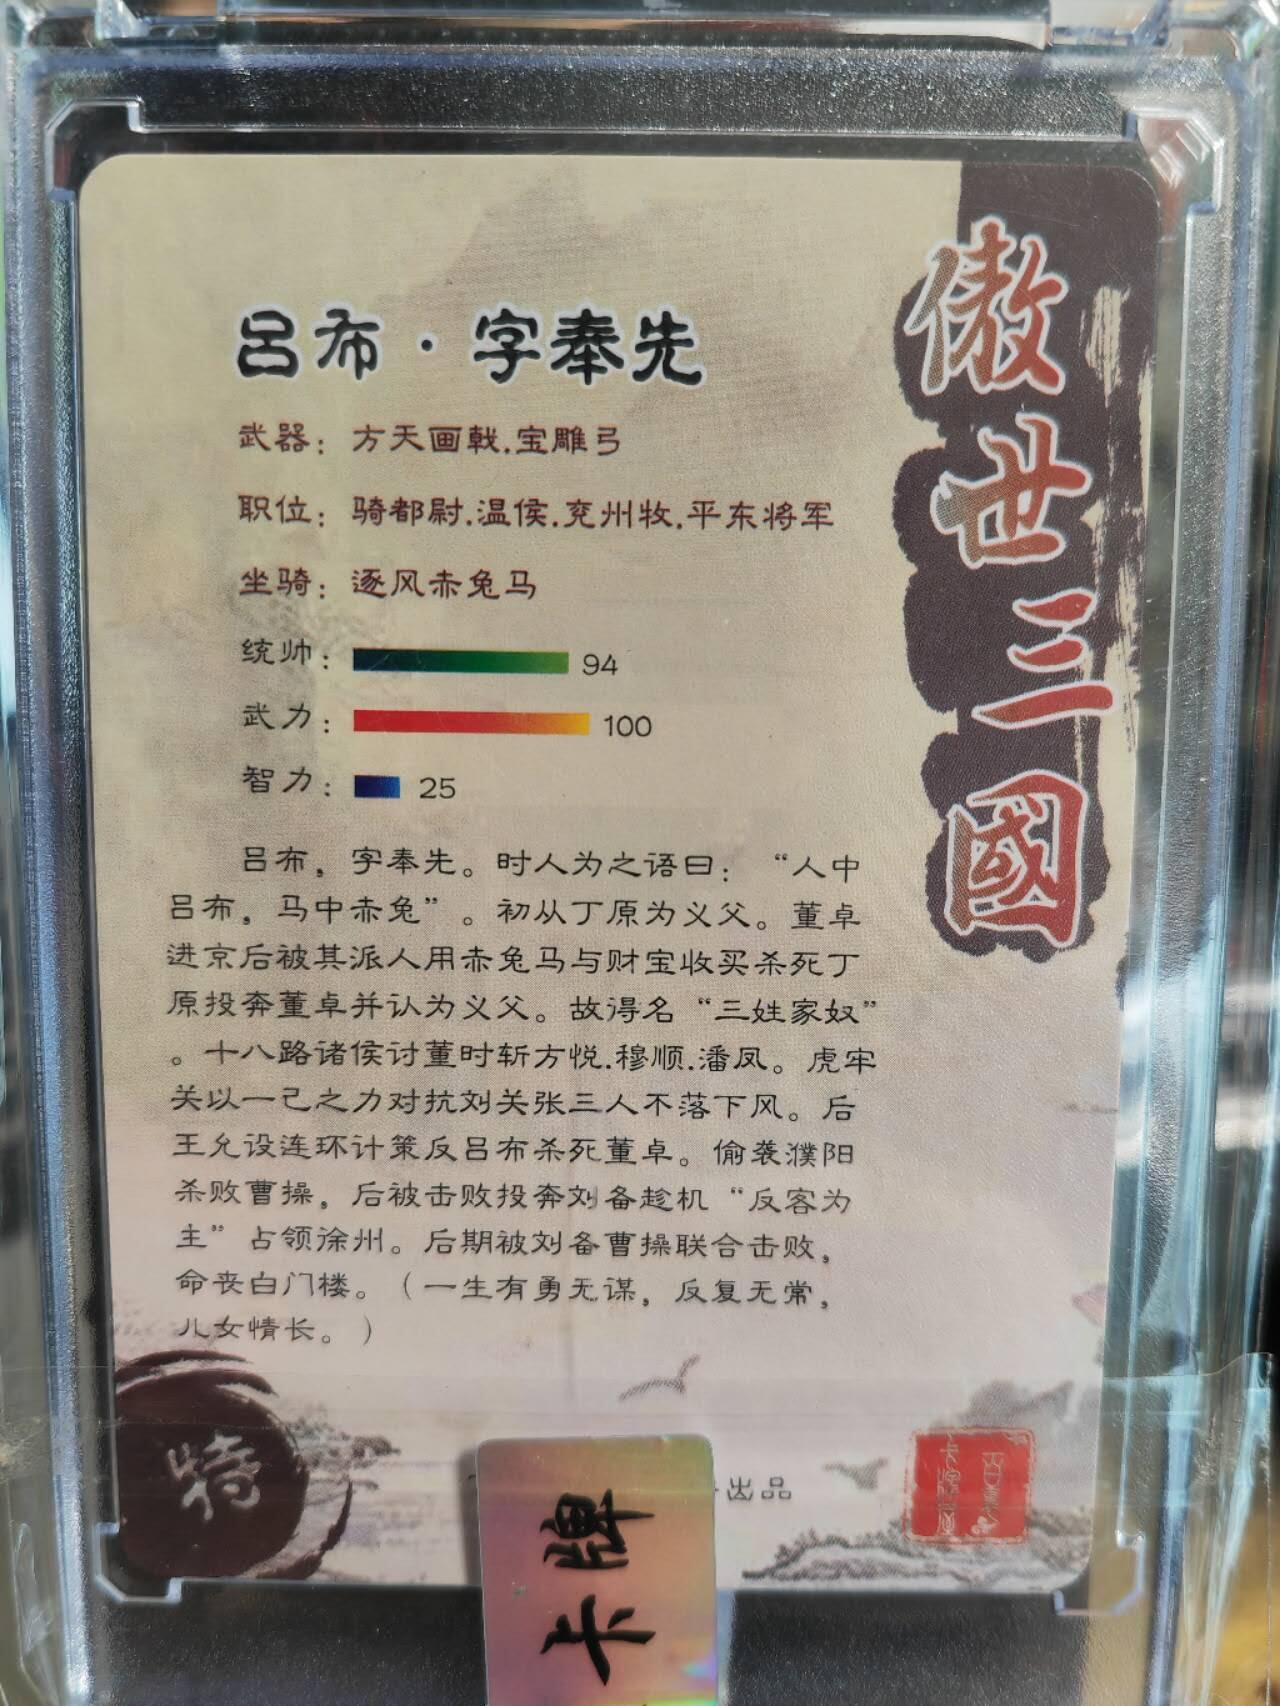 傲世三國
呂布·字奉先
武器：方天画戟.宝雕弓
职位：骑都尉.温侯.兖州牧.平东将军
坐骑：逐风赤兔马
统帅：94
武力：100
智力：25
吕布，字奉先。时人为之语曰：“人中
吕布，马中赤兔”。初从丁原为义父。董卓
进京后被其派人用赤兔马与财宝收买杀死丁
原投奔董卓并认为义父。故得名“三姓家奴”
。十八路诸侯讨董时斩方悦.穆顺.潘凤。虎牢
关以一己之力对抗刘关张三人不落下风。后
王允设连环计策反吕布杀死董卓。偷袭濮阳
杀败曹操，后被击败投奔刘备趁机“反客为
主”占领徐州。后期被刘备曹操联合击败，
命丧白门楼。（一生有勇无谋，反复无常，
儿女情长。）
特
出品
卡牌